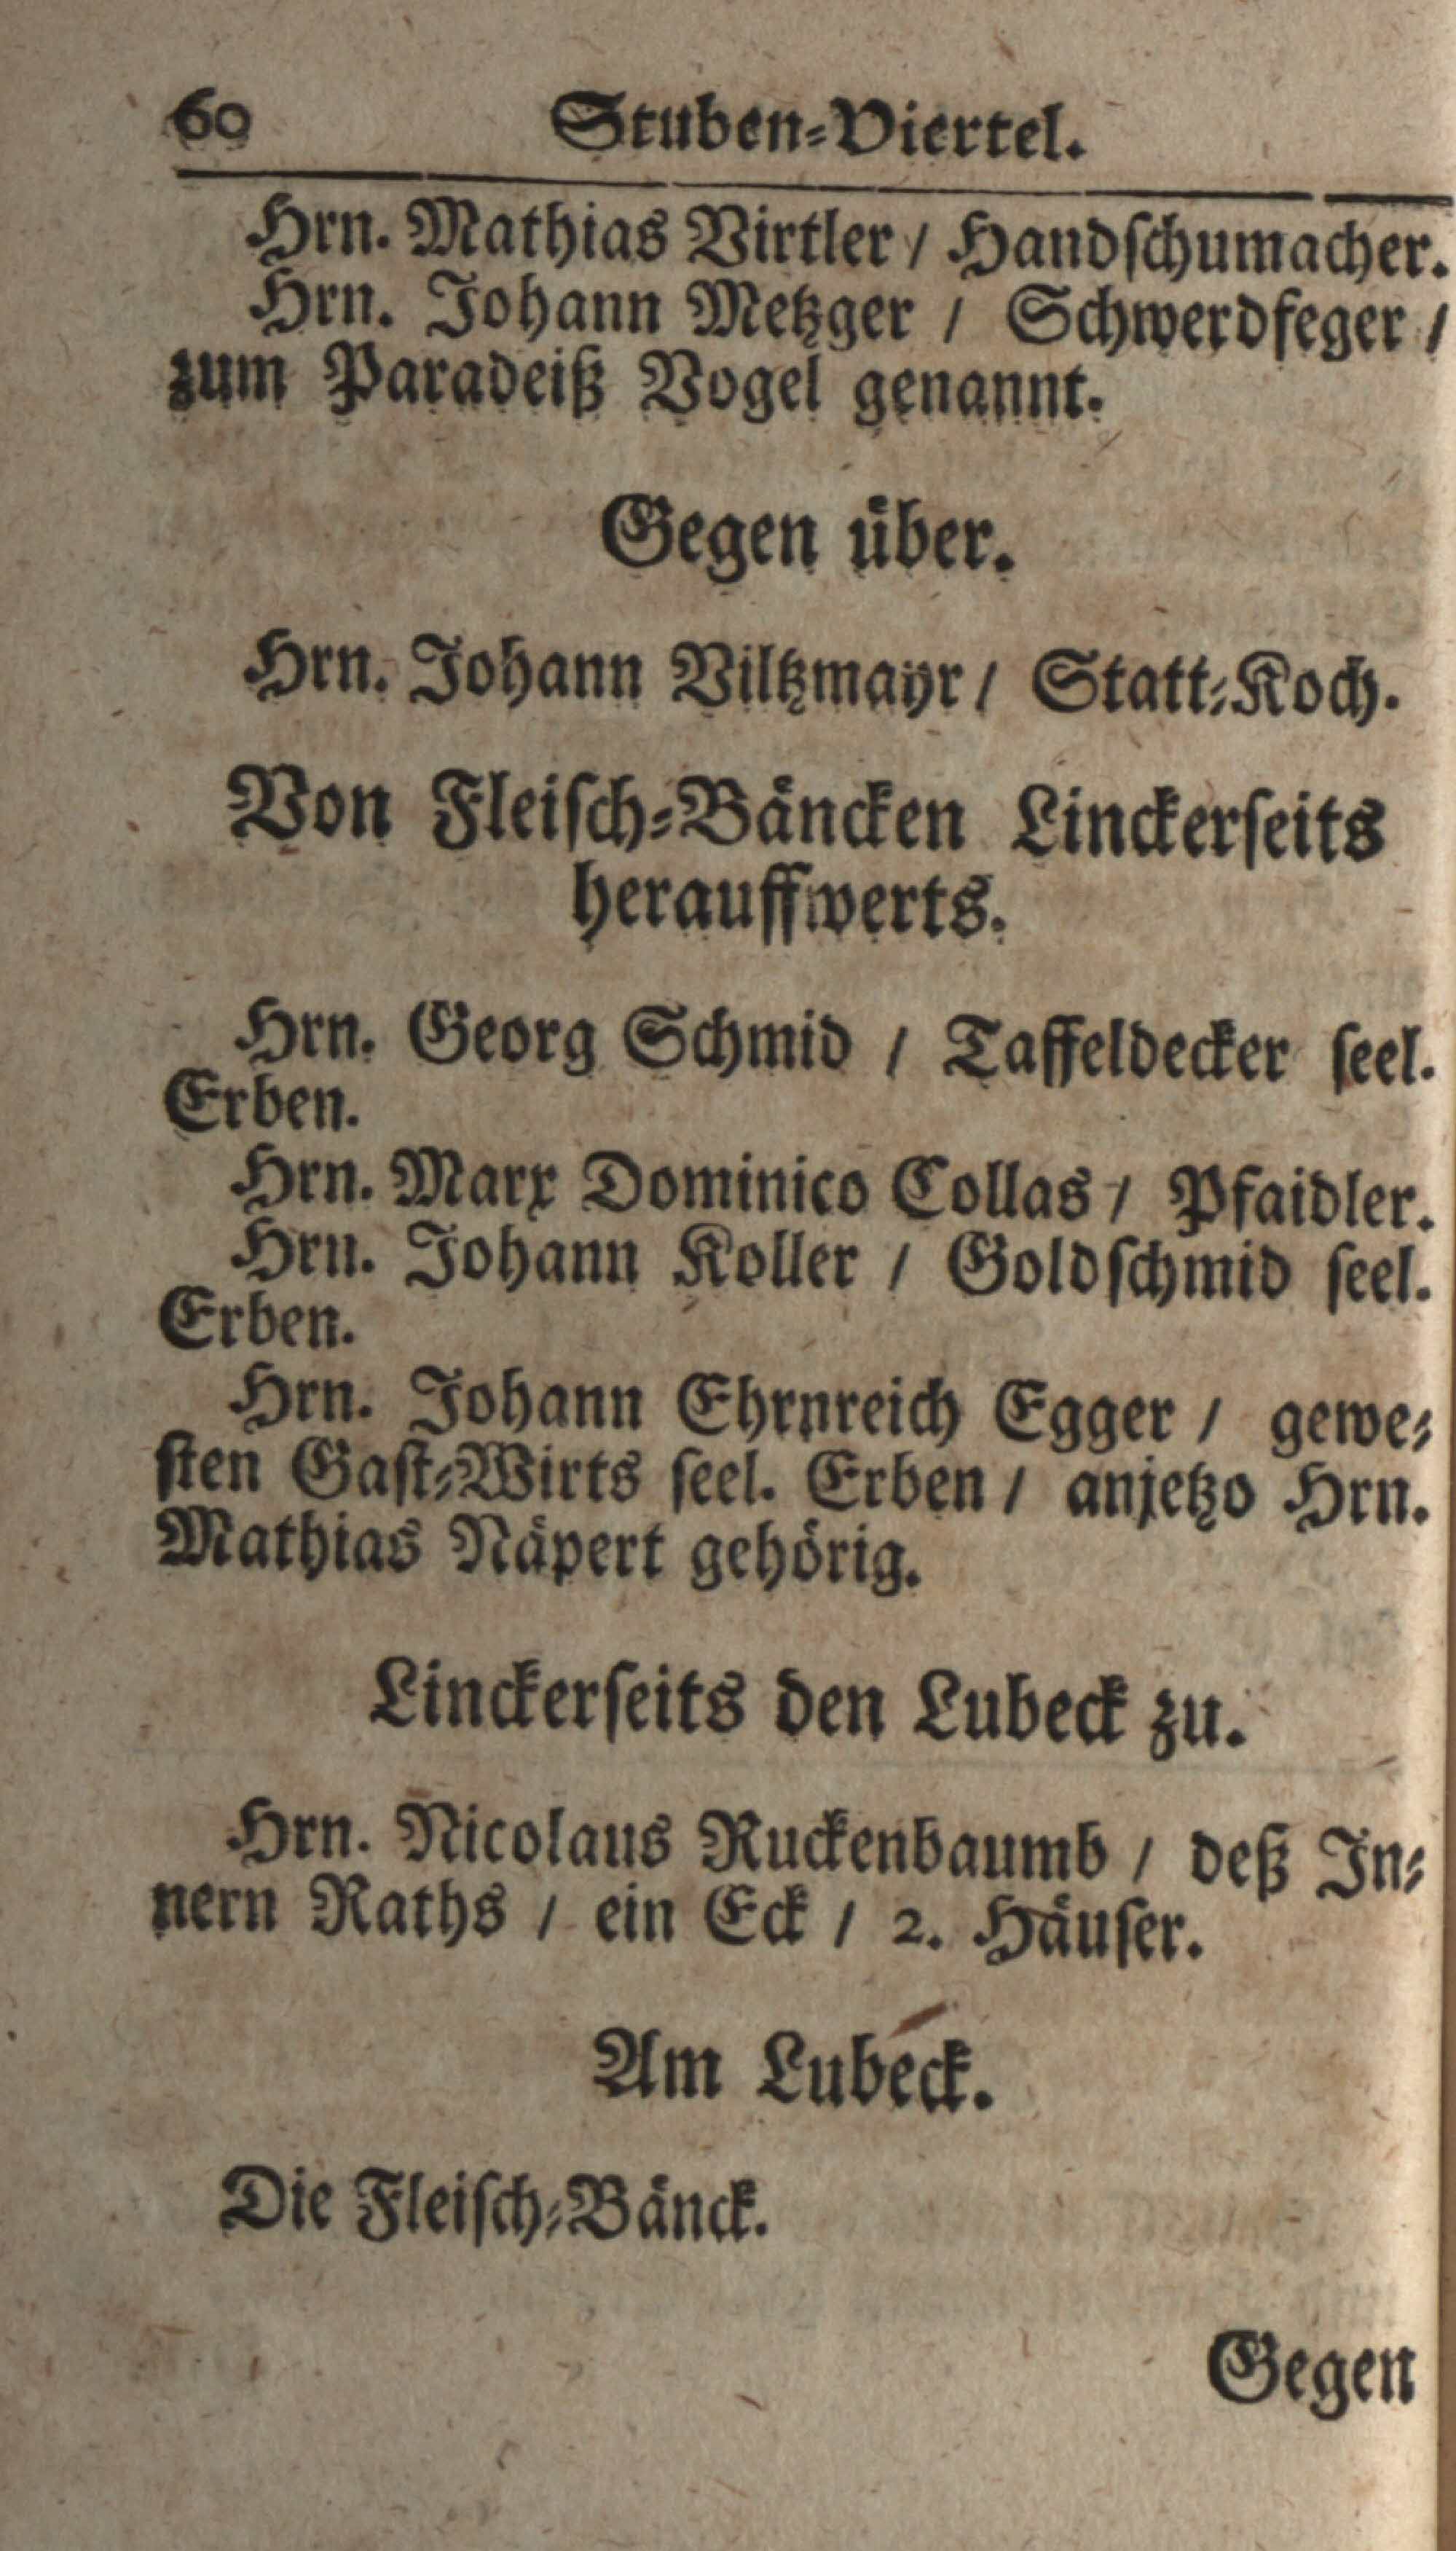 60 Stuben-Viertel.
Hrn. Mathias Virtler / Handschumacher.
Hrn. Johann Metzger / Schwerdfeger /
zum Paradeiß Vogel genannt.
Gegen über.
Hrn. Johann Viltzmayr / Statt-Koch.
Von Fleisch-Bäncken Linckerseits
herauffwerts.
Hrn. Georg Schmid / Taffeldecker seel.
Erben.
Hrn. Marx Dominico Collas / Pfaidler.
Hrn. Johann Koller / Goldschmid seel.
Erben.
Hrn. Johann Ehrnreich Egger / gewe-
sten Gast-Wirts seel. Erben / anjetzo Hrn.
Mathias Näpert gehörig.
Linckerseits den Lubeck zu.
Hrn. Nicolaus Ruckenbaumb / deß In-
nern Raths / ein Eck / 2. Häuser.
Am Lubeck.
Die Fleisch-Bänck.
Gegen